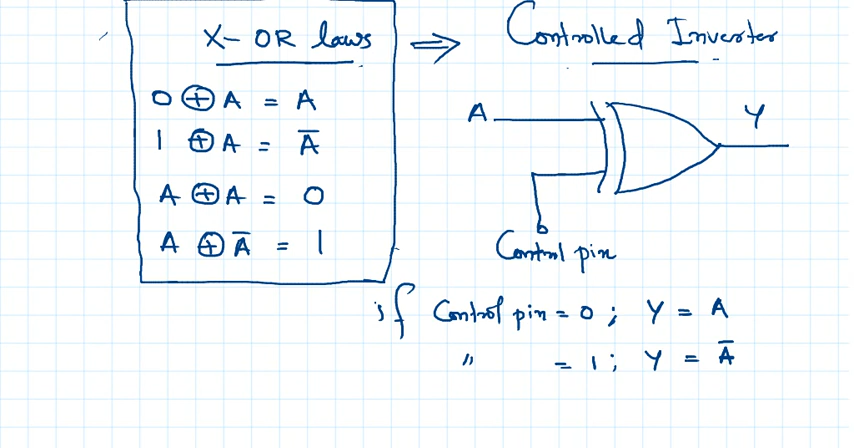 X-OR laws ⇒ Controlled Inverter
0 ⊕ A = A
1 ⊕ A = A̅
A ⊕ A = 0
A ⊕ A̅ = 1
A
Y
Control pin
if Control pin = 0 ; Y = A
" = 1 ; Y = A̅